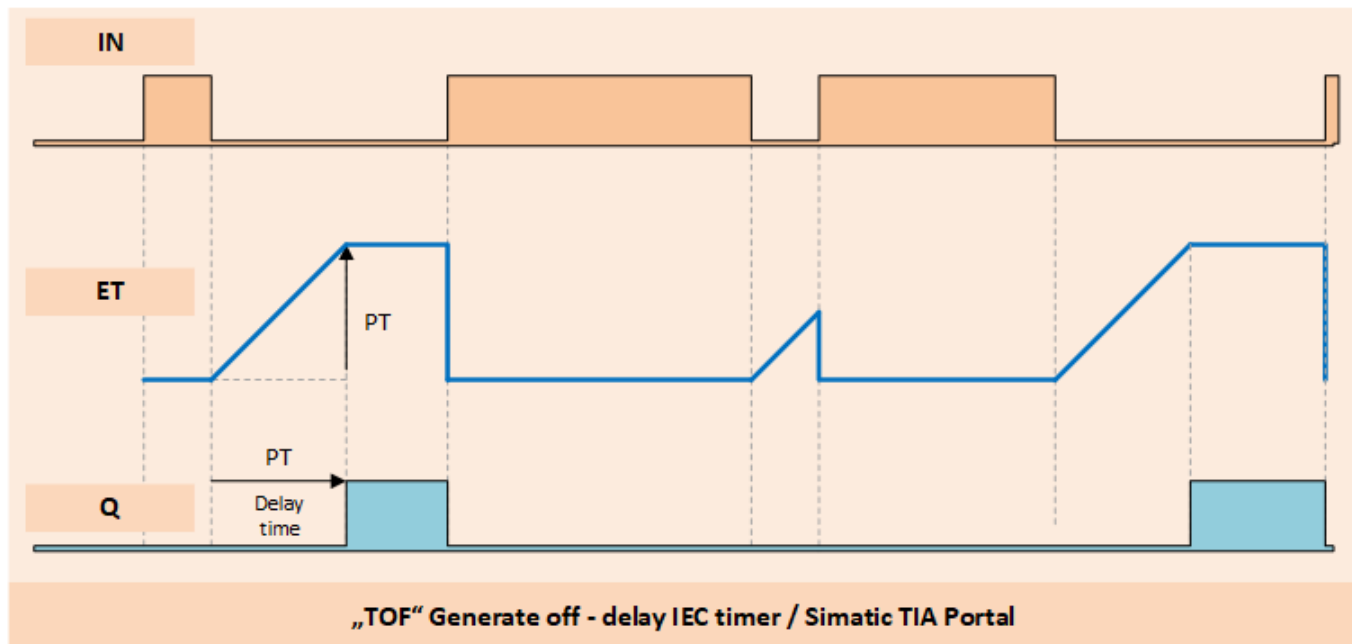 IN
ET
PT
PT
Q
Delay
time
„TOF“ Generate off - delay IEC timer / Simatic TIA Portal